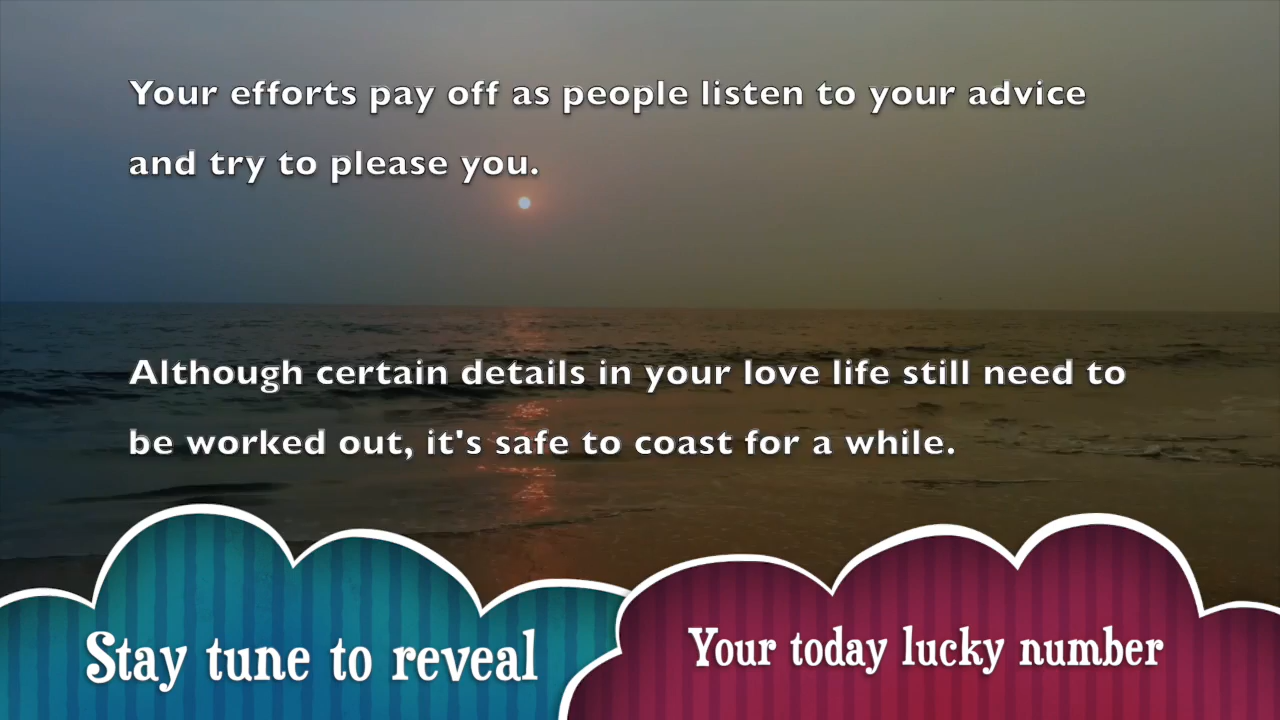 Your efforts pay off as people listen to your advice
and try to please you.
Although certain details in your love life still need to
be worked out, it's safe to coast for a while.
Stay tune to reveal
Your today lucky number